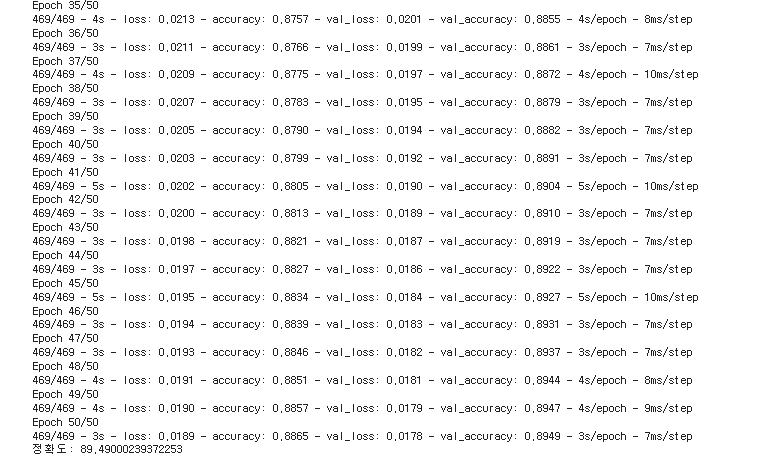 Epoch 35/50
469/469 - 4s - loss: 0.0213 - accuracy: 0.8757 - val_loss: 0.0201 - val_accuracy: 0.8855 - 4s/epoch - 8ms/step
Epoch 36/50
469/469 - 3s - loss: 0.0211 - accuracy: 0.8766 - val_loss: 0.0199 - val_accuracy: 0.8861 - 3s/epoch - 7ms/step
Epoch 37/50
469/469 - 4s - loss: 0.0209 - accuracy: 0.8775 - val_loss: 0.0197 - val_accuracy: 0.8872 - 4s/epoch - 10ms/step
Epoch 38/50
469/469 - 3s - loss: 0.0207 - accuracy: 0.8783 - val_loss: 0.0195 - val_accuracy: 0.8879 - 3s/epoch - 7ms/step
Epoch 39/50
469/469 - 3s - loss: 0.0205 - accuracy: 0.8790 - val_loss: 0.0194 - val_accuracy: 0.8882 - 3s/epoch - 7ms/step
Epoch 40/50
469/469 - 3s - loss: 0.0203 - accuracy: 0.8799 - val_loss: 0.0192 - val_accuracy: 0.8891 - 3s/epoch - 7ms/step
Epoch 41/50
469/469 - 5s - loss: 0.0202 - accuracy: 0.8805 - val_loss: 0.0190 - val_accuracy: 0.8904 - 5s/epoch - 10ms/step
Epoch 42/50
469/469 - 3s - loss: 0.0200 - accuracy: 0.8813 - val_loss: 0.0189 - val_accuracy: 0.8910 - 3s/epoch - 7ms/step
Epoch 43/50
469/469 - 3s - loss: 0.0198 - accuracy: 0.8821 - val_loss: 0.0187 - val_accuracy: 0.8919 - 3s/epoch - 7ms/step
Epoch 44/50
469/469 - 3s - loss: 0.0197 - accuracy: 0.8827 - val_loss: 0.0186 - val_accuracy: 0.8922 - 3s/epoch - 7ms/step
Epoch 45/50
469/469 - 5s - loss: 0.0195 - accuracy: 0.8834 - val_loss: 0.0184 - val_accuracy: 0.8927 - 5s/epoch - 10ms/step
Epoch 46/50
469/469 - 3s - loss: 0.0194 - accuracy: 0.8839 - val_loss: 0.0183 - val_accuracy: 0.8931 - 3s/epoch - 7ms/step
Epoch 47/50
469/469 - 3s - loss: 0.0193 - accuracy: 0.8846 - val_loss: 0.0182 - val_accuracy: 0.8937 - 3s/epoch - 7ms/step
Epoch 48/50
469/469 - 4s - loss: 0.0191 - accuracy: 0.8851 - val_loss: 0.0181 - val_accuracy: 0.8944 - 4s/epoch - 8ms/step
Epoch 49/50
469/469 - 4s - loss: 0.0190 - accuracy: 0.8857 - val_loss: 0.0179 - val_accuracy: 0.8947 - 4s/epoch - 9ms/step
Epoch 50/50
469/469 - 3s - loss: 0.0189 - accuracy: 0.8865 - val_loss: 0.0178 - val_accuracy: 0.8949 - 3s/epoch - 7ms/step
정확도: 89.49000239372253